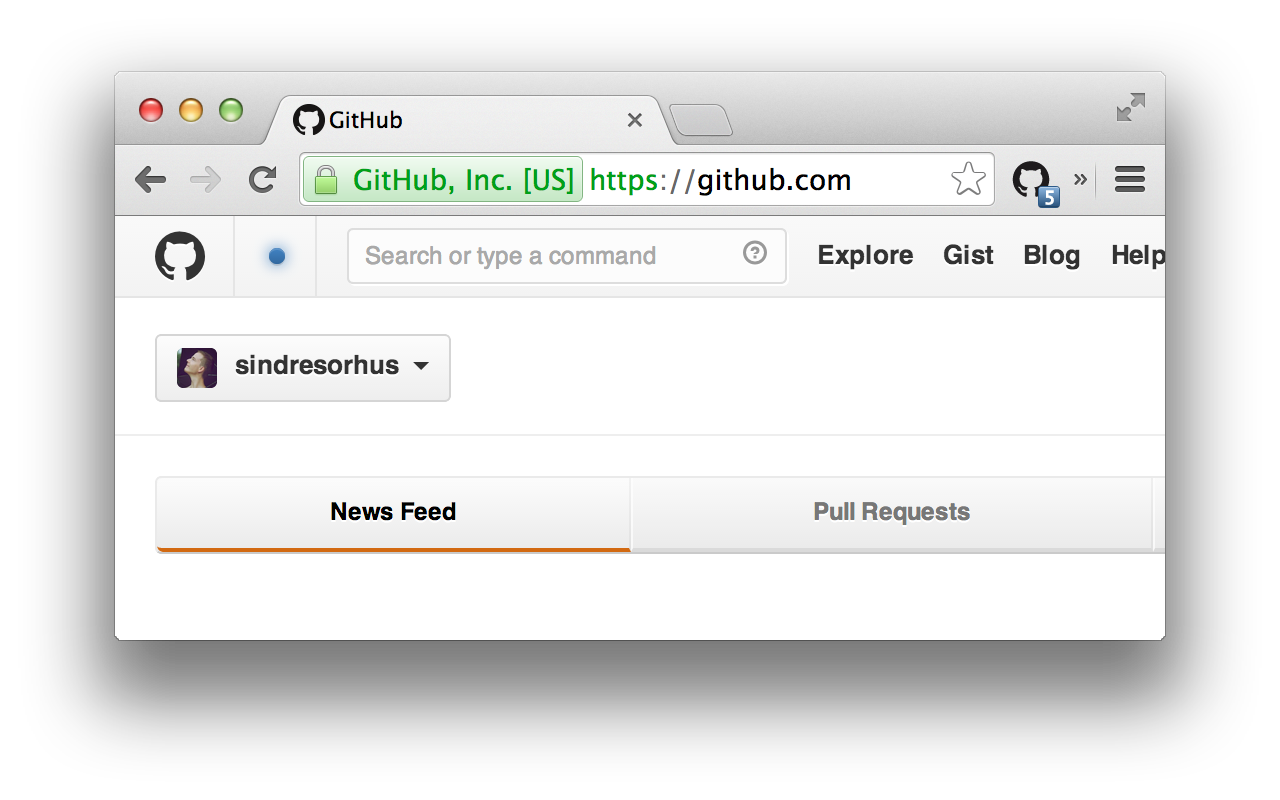 GitHub
GitHub, Inc. [US] https://github.com
5
Search or type a command
Explore Gist Blog Help
sindresorhus
News Feed Pull Requests